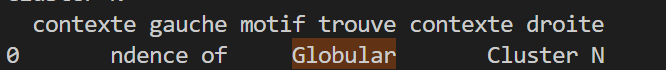 contexte gauche motif trouve contexte droite
0 ndence of Globular Cluster N